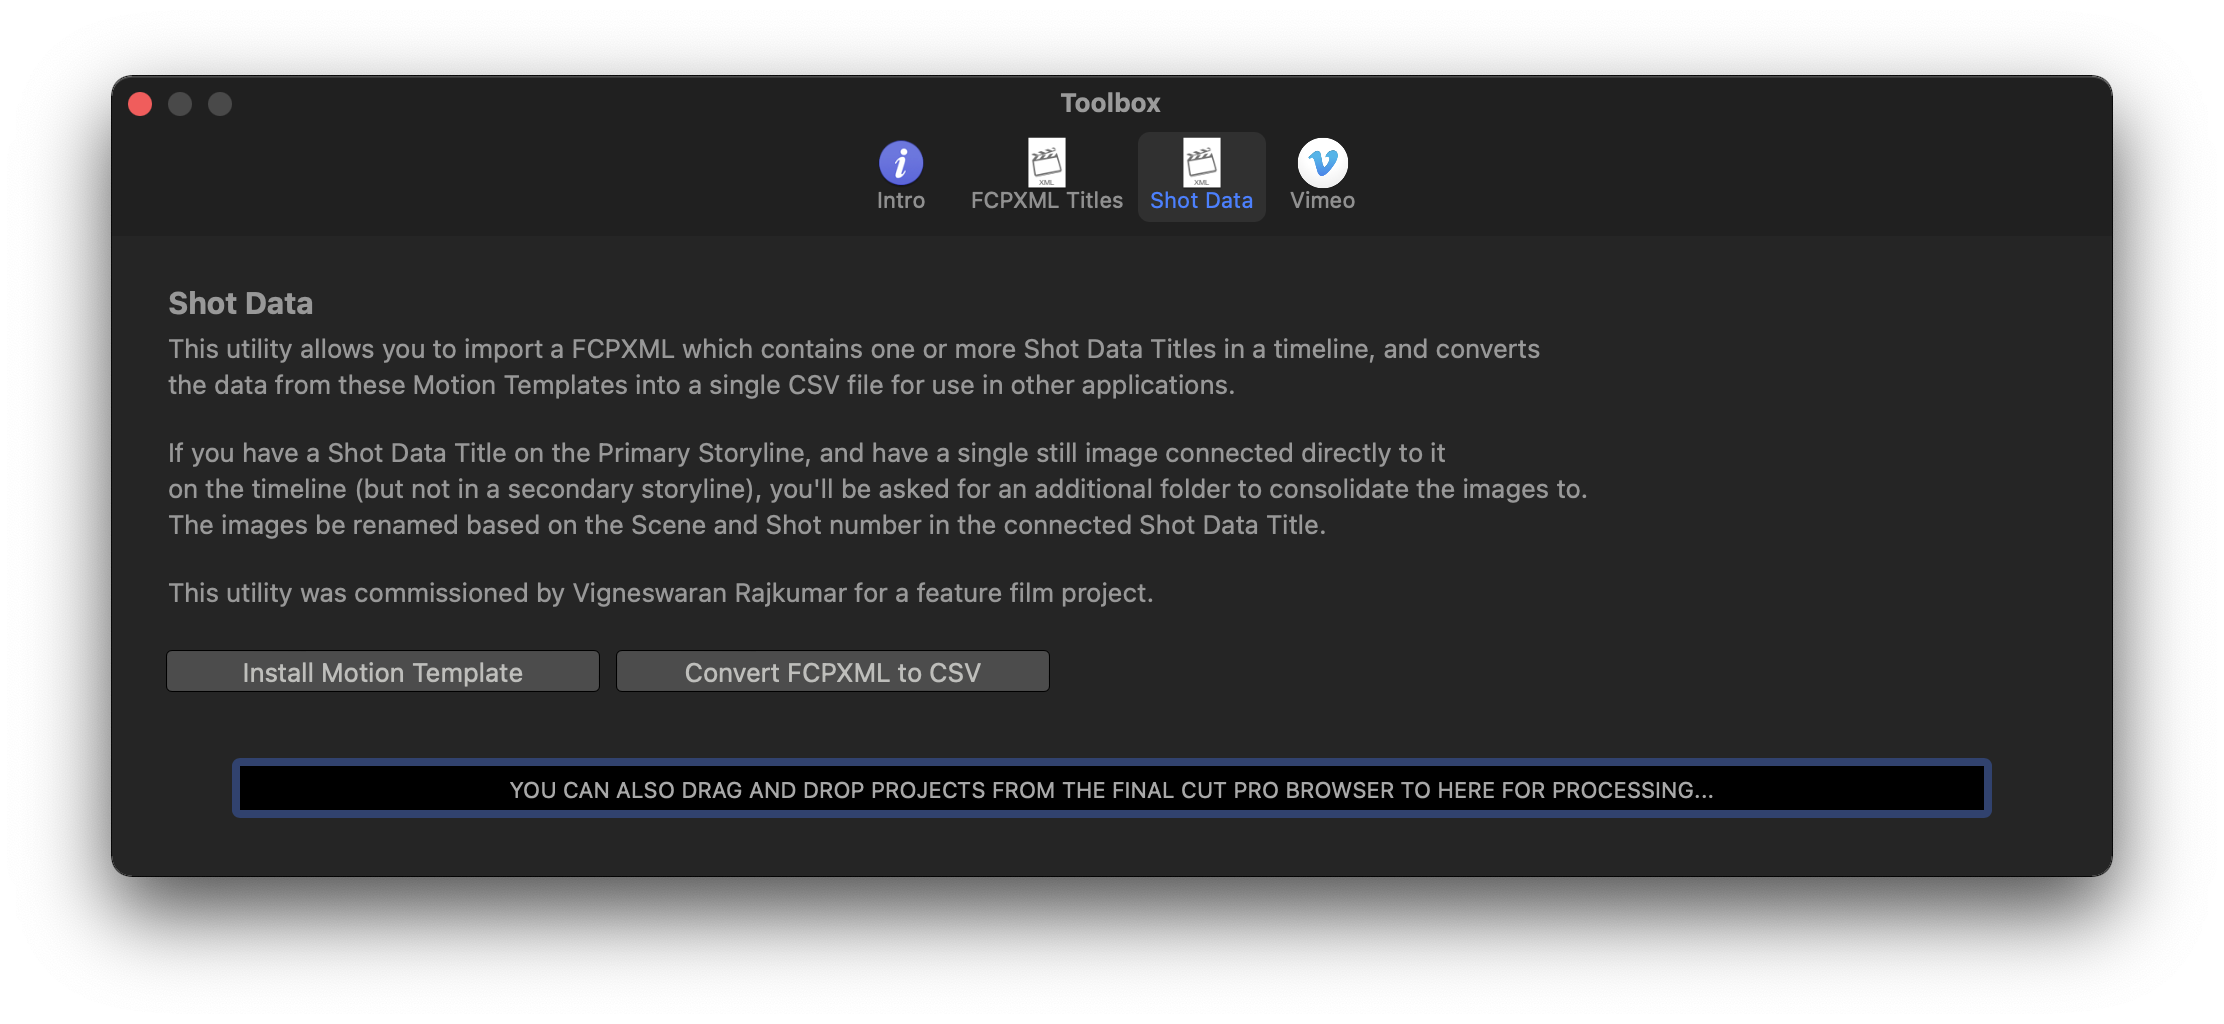 Toolbox
XML
XML
Intro
FCPXML Titles
Shot Data
Vimeo
Shot Data
This utility allows you to import a FCPXML which contains one or more Shot Data Titles in a timeline, and converts
the data from these Motion Templates into a single CSV file for use in other applications.
If you have a Shot Data Title on the Primary Storyline, and have a single still image connected directly to it
on the timeline (but not in a secondary storyline), you'll be asked for an additional folder to consolidate the images to.
The images be renamed based on the Scene and Shot number in the connected Shot Data Title.
This utility was commissioned by Vigneswaran Rajkumar for a feature film project.
Install Motion Template
Convert FCPXML to CSV
YOU CAN ALSO DRAG AND DROP PROJECTS FROM THE FINAL CUT PRO BROWSER TO HERE FOR PROCESSING...